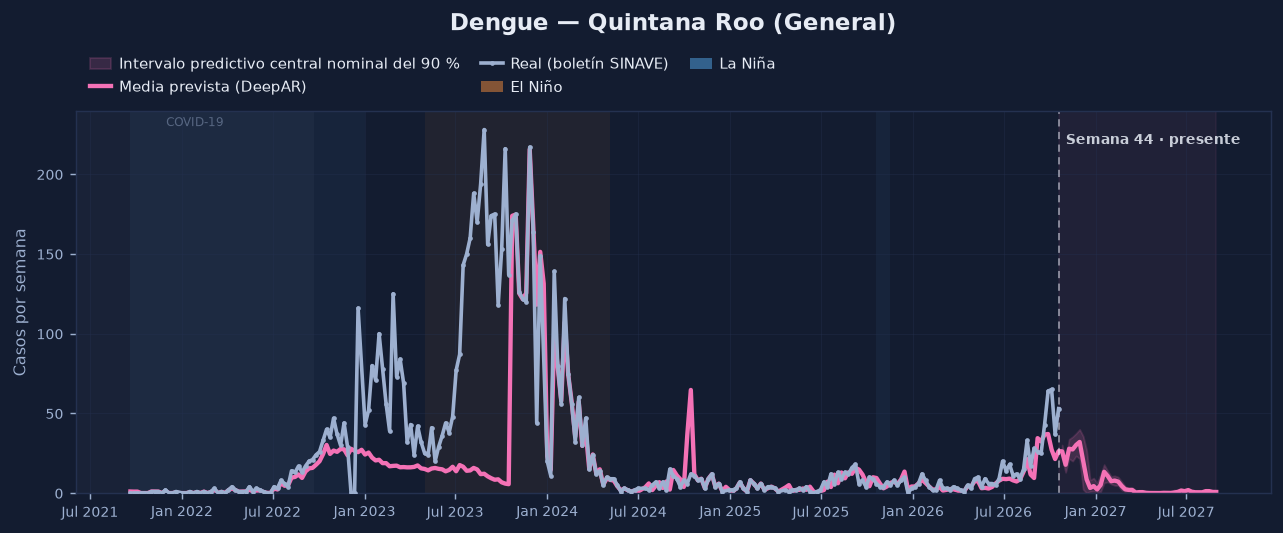 Dengue — Quintana Roo (General)
Intervalo predictivo central nominal del 90 %
Real (boletín SINAVE)
La Niña
Media prevista (DeepAR)
El Niño
COVID-19
Semana 44 · presente
Casos por semana
200
150
100
50
0
Jul 2021
Jan 2022
Jul 2022
Jan 2023
Jul 2023
Jan 2024
Jul 2024
Jan 2025
Jul 2025
Jan 2026
Jul 2026
Jan 2027
Jul 2027